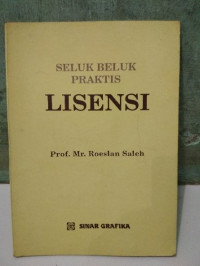 SELUK BELUK
PRAKTIS
LISENSI
Prof. Mr. Roeslan Saleh
SINAR GRAFIKA